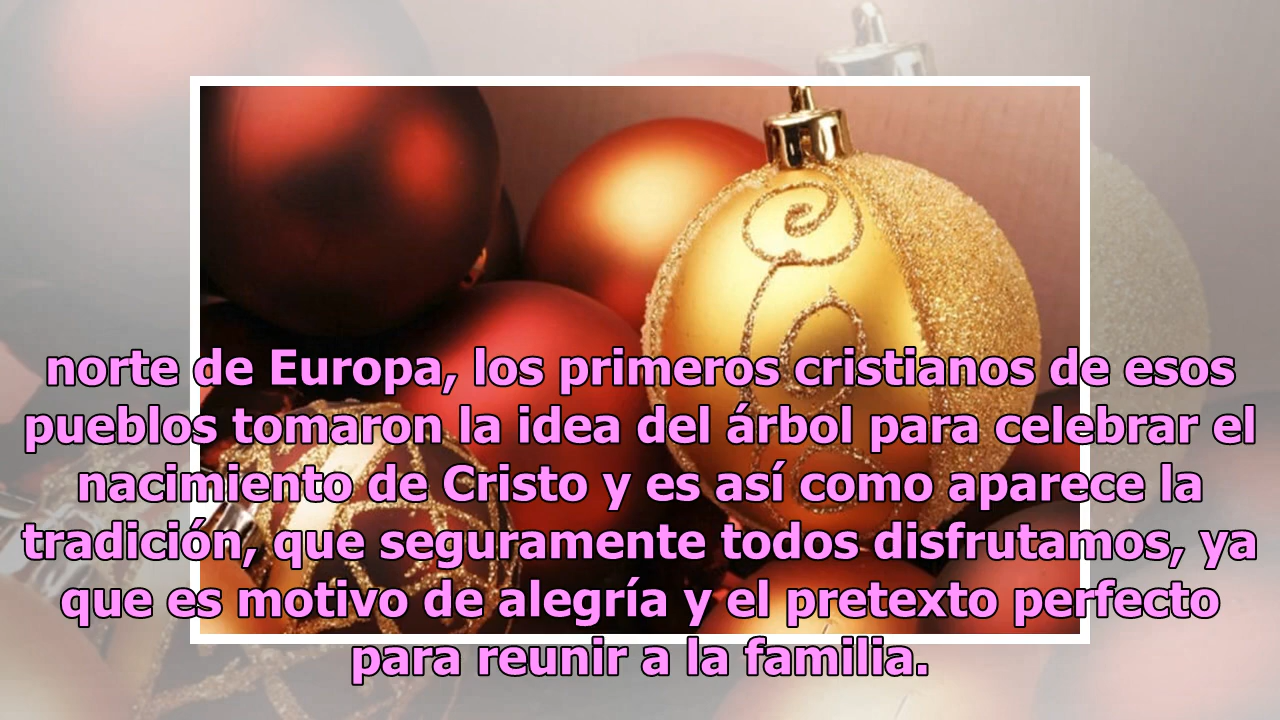 norte de Europa, los primeros cristianos de esos
pueblos tomaron la idea del árbol para celebrar el
nacimiento de Cristo y es así como aparece la
tradición, que seguramente todos disfrutamos, ya
que es motivo de alegría y el pretexto perfecto
para reunir a la familia.